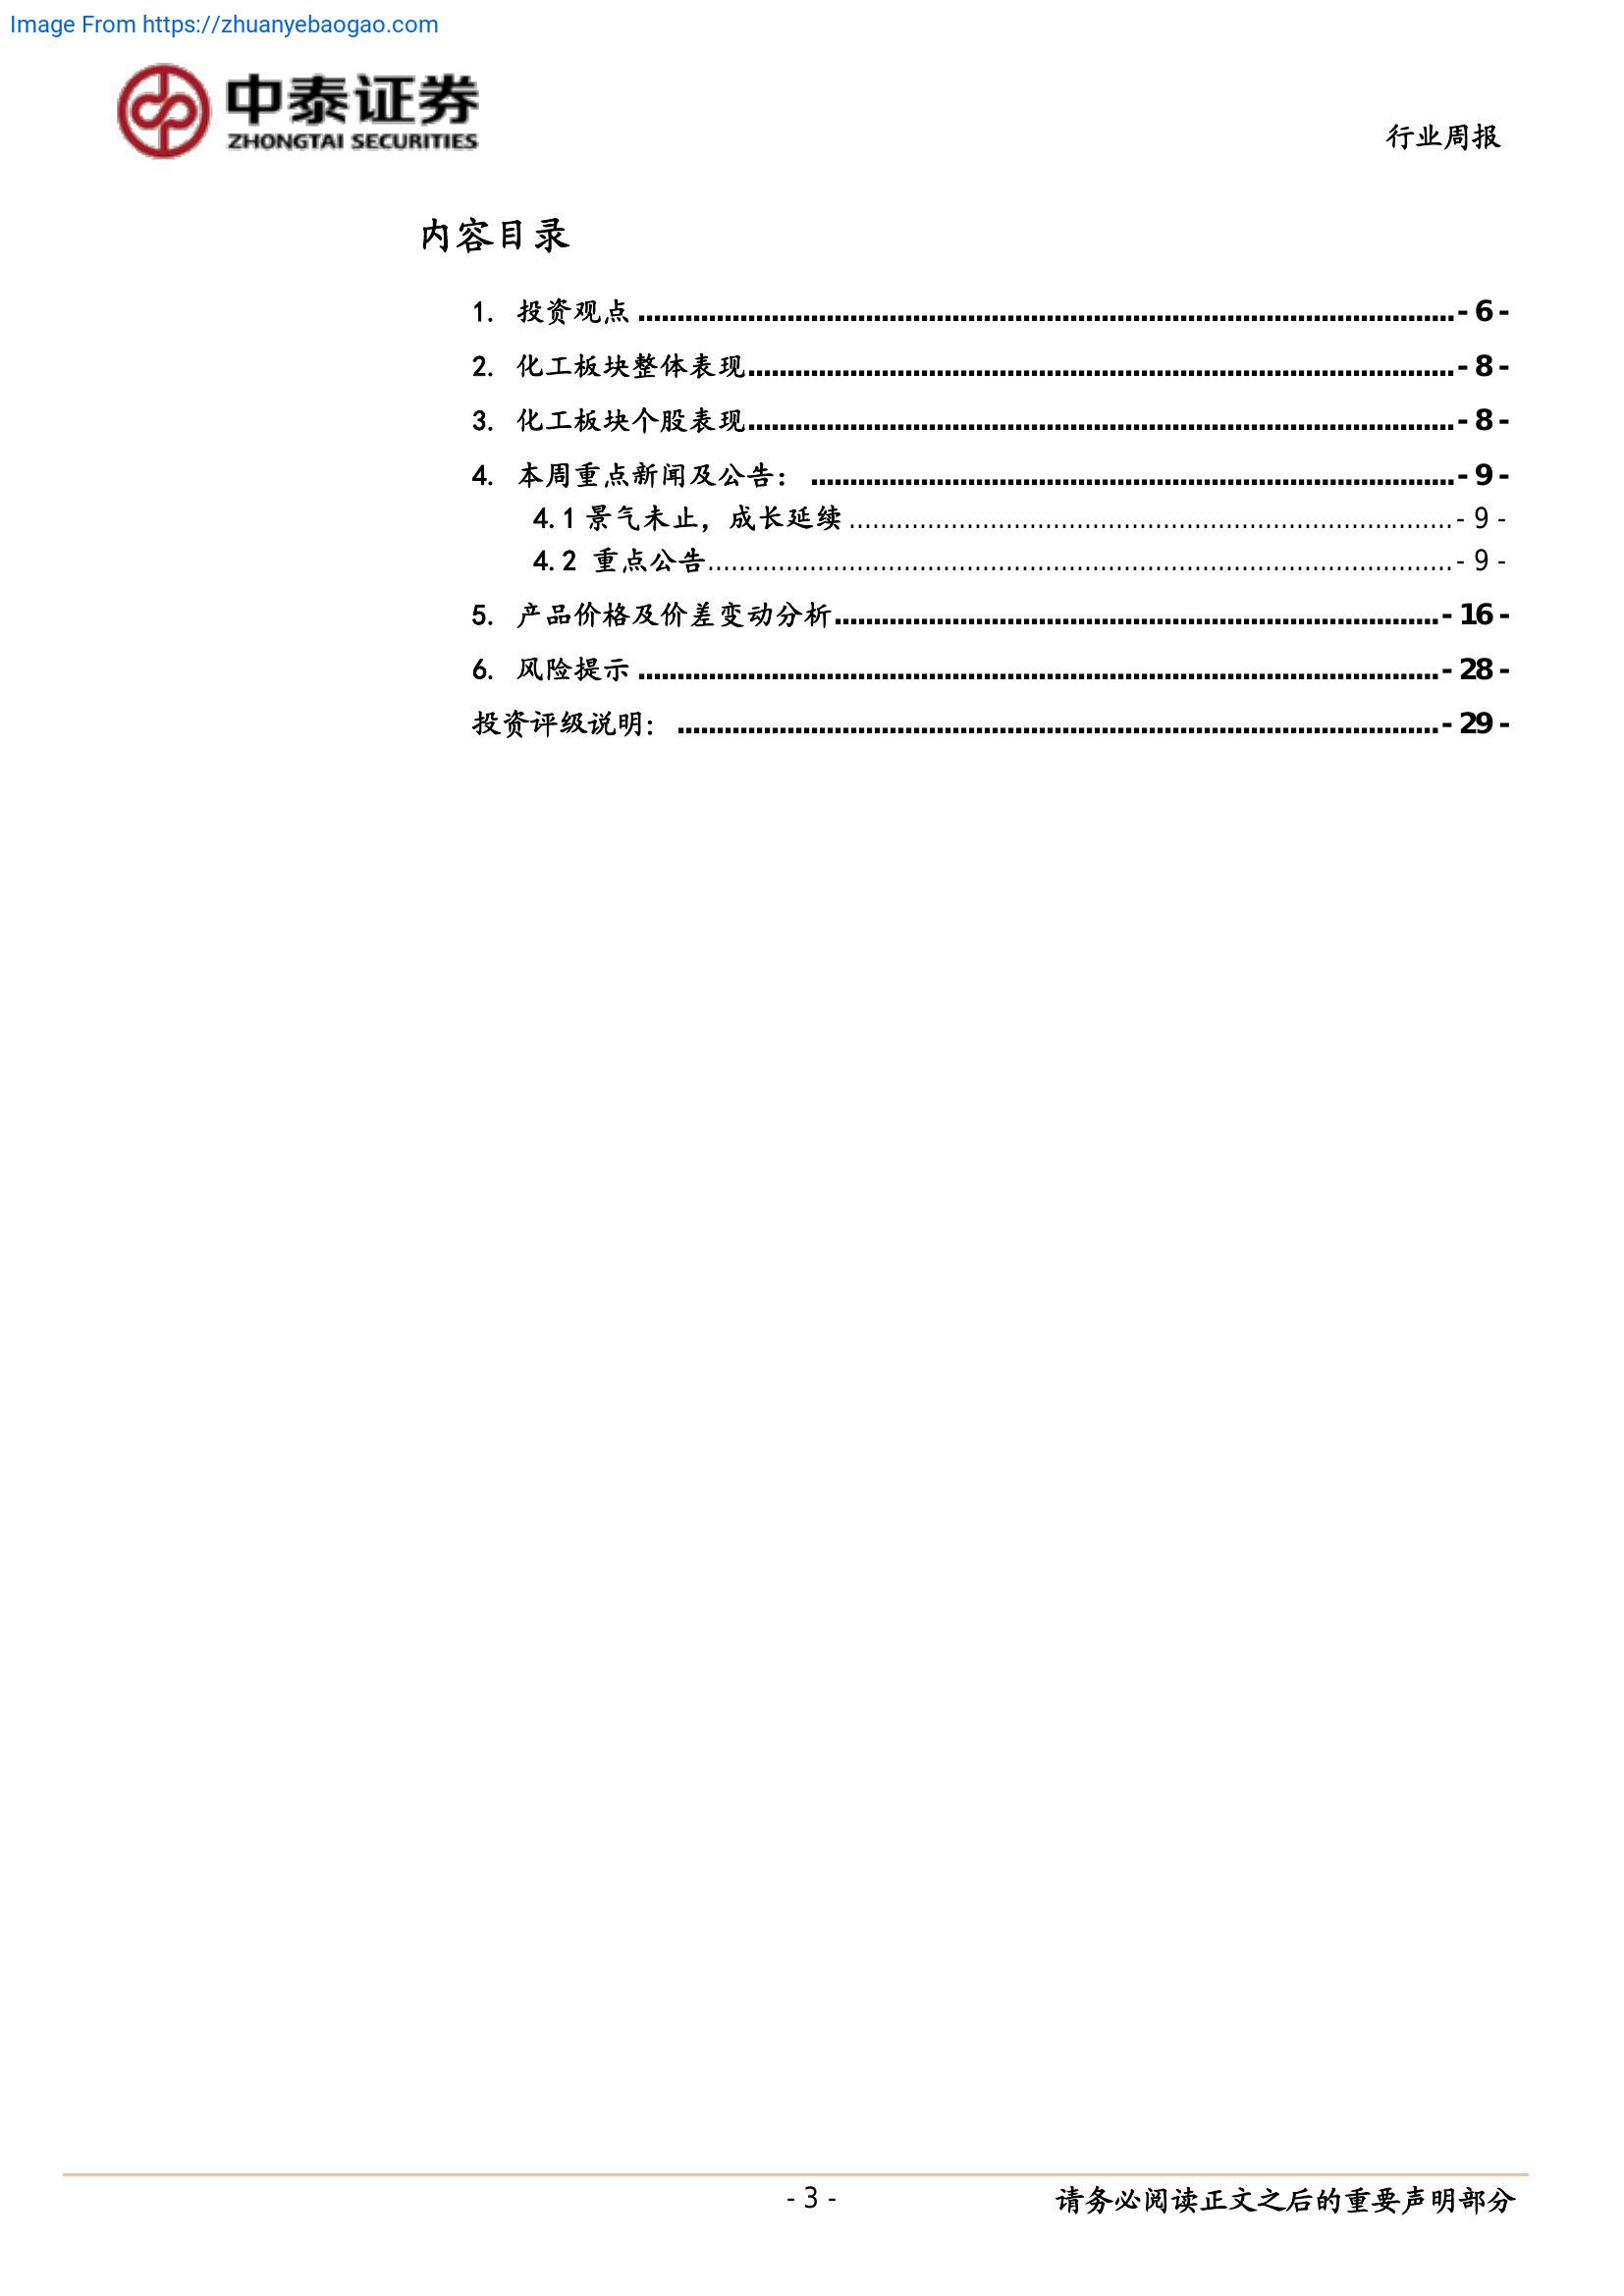 Image From https://zhuanyebaogao.com
中泰证券
ZHONGTAI SECURITIES
行业周报
内容目录
1. 投资观点 ........................................................................................................ - 6 -
2. 化工板块整体表现 .......................................................................................... - 8 -
3. 化工板块个股表现 .......................................................................................... - 8 -
4. 本周重点新闻及公告： .................................................................................. - 9 -
4.1 景气未止，成长延续 ............................................................................. - 9 -
4.2 重点公告 ............................................................................................... - 9 -
5. 产品价格及价差变动分析 ............................................................................. - 16 -
6. 风险提示 ...................................................................................................... - 28 -
投资评级说明： ................................................................................................. - 29 -
- 3 -
请务必阅读正文之后的重要声明部分